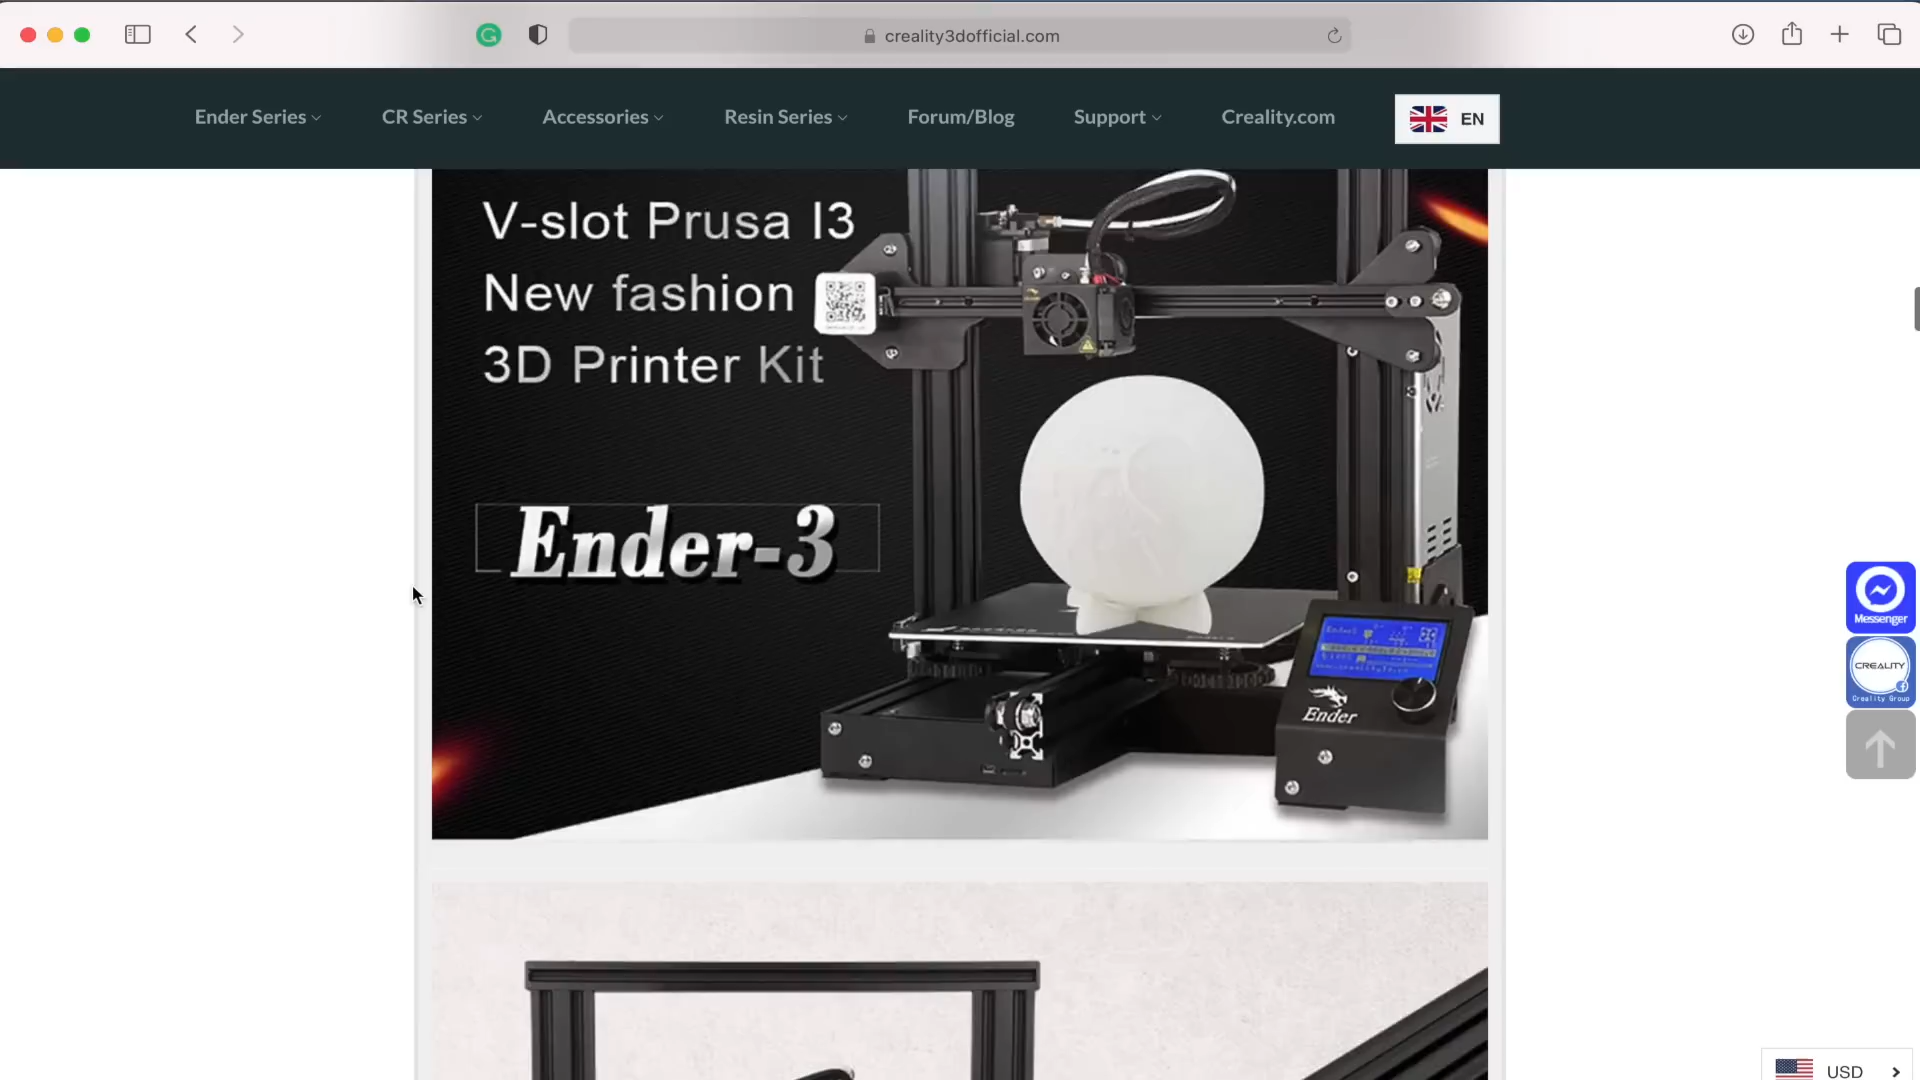 creality3dofficial.com
Ender Series
CR Series
Accessories
Resin Series
Forum/Blog
Support
Creality.com
EN
V-slot Prusa I3
New fashion
3D Printer Kit
Ender-3
Ender
Messenger
CREALITY
Creality Group
USD